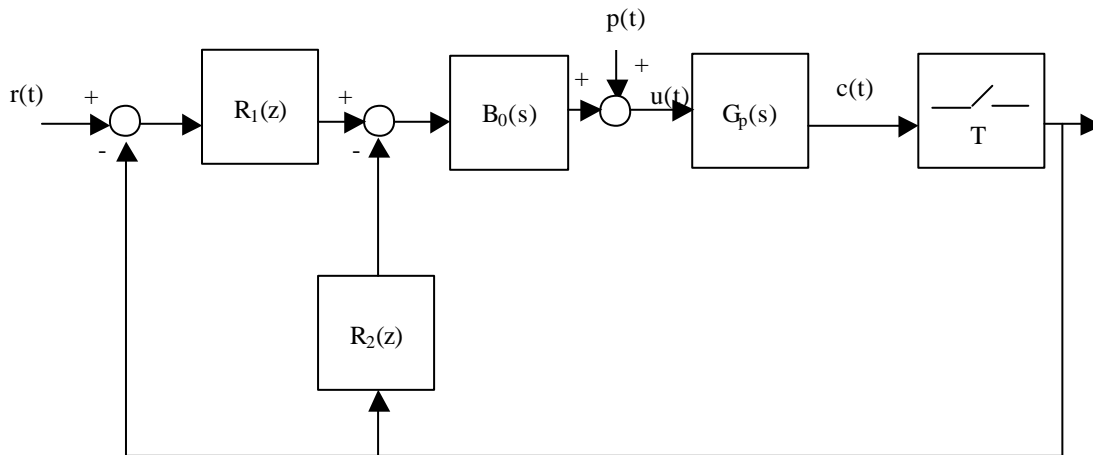 p(t)
r(t)
+
-
R₁(z)
+
-
B₀(s)
+
+
u(t)
Gₚ(s)
c(t)
T
R₂(z)